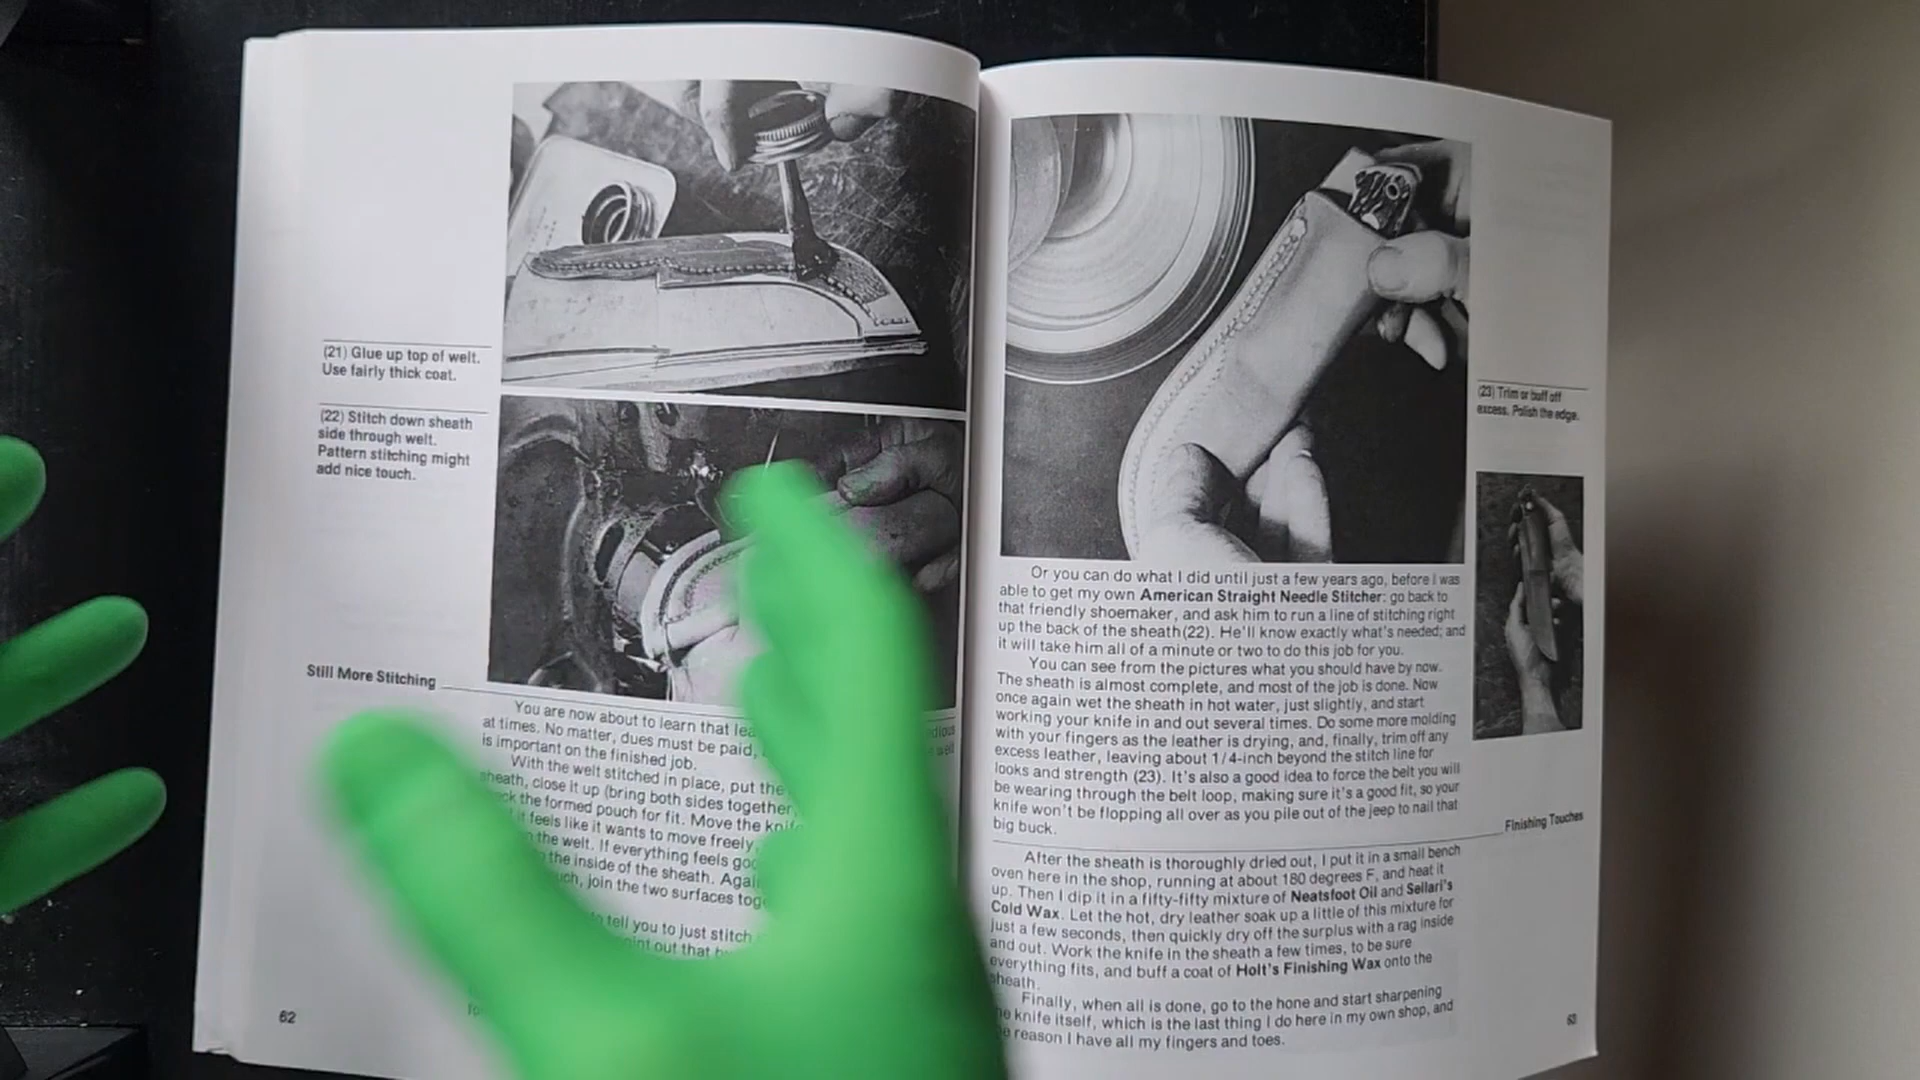 (21) Glue up top of welt.
Use fairly thick coat.
(22) Stitch down sheath
side through welt.
Pattern stitching might
add nice touch.
Still More Stitching
You are now about to learn that
at times. No matter, dues must be paid,
is important on the finished job.
With the welt stitched in place, put the
sheath, close it up (bring both sides together,
the formed pouch for fit. Move the knife
it feels like it wants to move freely
the welt. If everything feels
the inside of the sheath.
join the two surfaces
to tell you to just stitch
out that
62
(23) Trim or buff off
excess. Polish the edge.
Or you can do what I did until just a few years ago, before I was
able to get my own American Straight Needle Stitcher: go back to
that friendly shoemaker, and ask him to run a line of stitching right
up the back of the sheath(22). He'll know exactly what's needed; and
it will take him all of a minute or two to do this job for you.
You can see from the pictures what you should have by now.
The sheath is almost complete, and most of the job is done. Now
once again wet the sheath in hot water, just slightly, and start
working your knife in and out several times. Do some more molding
with your fingers as the leather is drying, and, finally, trim off any
excess leather, leaving about 1/4-inch beyond the stitch line for
looks and strength (23). It's also a good idea to force the belt you will
be wearing through the belt loop, making sure it's a good fit, so your
knife won't be flopping all over as you pile out of the jeep to nail that
big buck.
Finishing Touches
After the sheath is thoroughly dried out, I put it in a small bench
oven here in the shop, running at about 180 degrees F, and heat it
up. Then I dip it in a fifty-fifty mixture of Neatsfoot Oil and Sellari's
Cold Wax. Let the hot, dry leather soak up a little of this mixture for
just a few seconds, then quickly dry off the surplus with a rag inside
and out. Work the knife in the sheath a few times, to be sure
everything fits, and buff a coat of Holt's Finishing Wax onto the
sheath.
Finally, when all is done, go to the hone and start sharpening
knife itself, which is the last thing I do here in my own shop, and
reason I have all my fingers and toes.
63